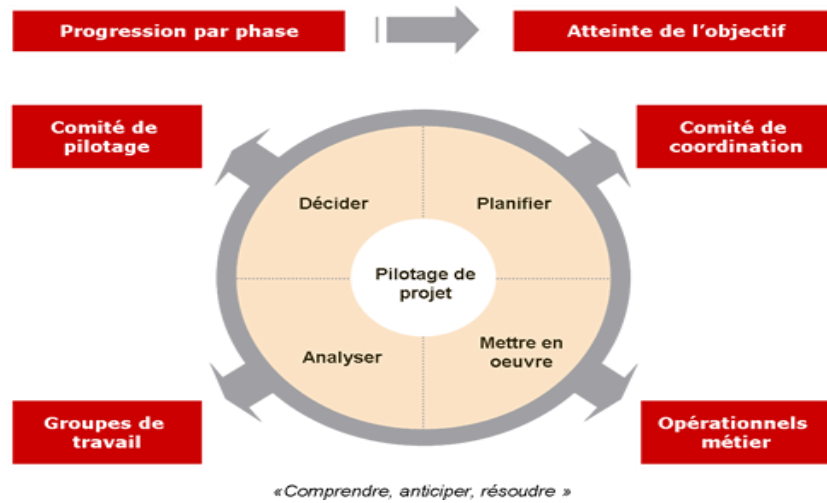 Progression par phase
Atteinte de l'objectif
Comité de
pilotage
Comité de
coordination
Décider
Planifier
Pilotage de
projet
Analyser
Mettre en
oeuvre
Groupes de
travail
Opérationnels
métier
«Comprendre, anticiper, résoudre »